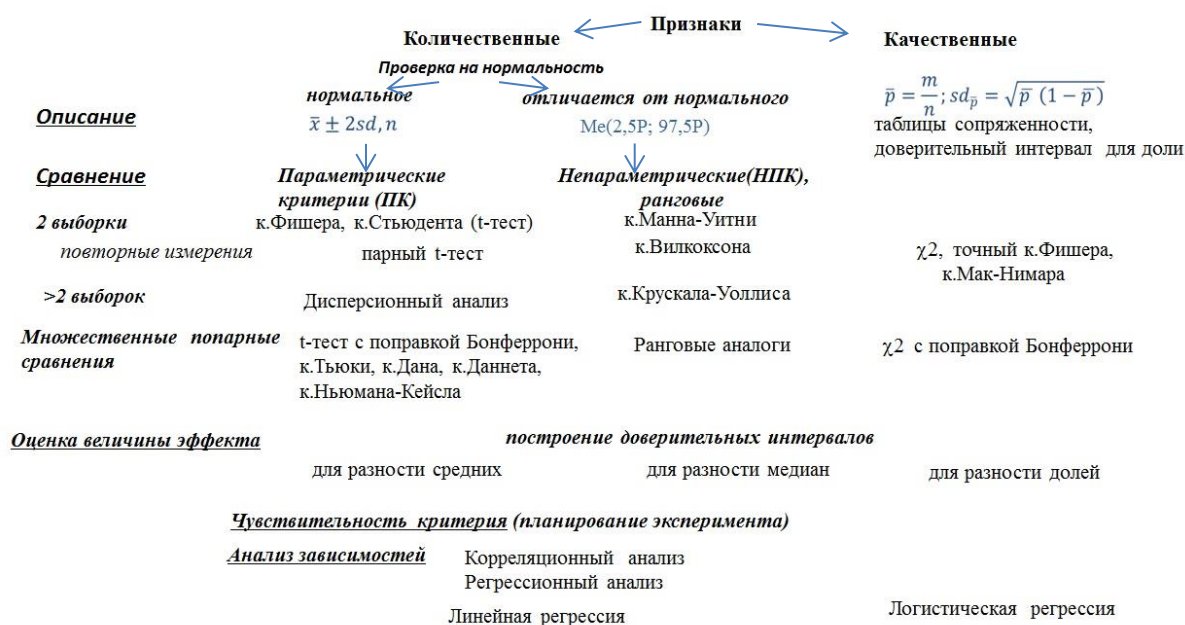 Признаки
Количественные
Качественные
Проверка на нормальность
нормальное
отличается от нормального
Описание
x̄ ± 2sd, n
Me(2,5P; 97,5P)
p̄ = m/n; sd_p̄ = √p̄ (1 − p̄)
таблицы сопряженности,
доверительный интервал для доли
Сравнение
Параметрические
критерии (ПК)
Непараметрические(НПК),
ранговые
2 выборки
к.Фишера, к.Стьюдента (t-тест)
к.Манна-Уитни
повторные измерения
парный t-тест
к.Вилкоксона
χ2, точный к.Фишера,
к.Мак-Нимара
>2 выборок
Дисперсионный анализ
к.Крускала-Уоллиса
Множественные попарные
сравнения
t-тест с поправкой Бонферрони,
к.Тьюки, к.Дана, к.Даннета,
к.Ньюмана-Кейсла
Ранговые аналоги
χ2 с поправкой Бонферрони
Оценка величины эффекта
построение доверительных интервалов
для разности средних
для разности медиан
для разности долей
Чувствительность критерия (планирование эксперимента)
Анализ зависимостей
Корреляционный анализ
Регрессионный анализ
Линейная регрессия
Логистическая регрессия